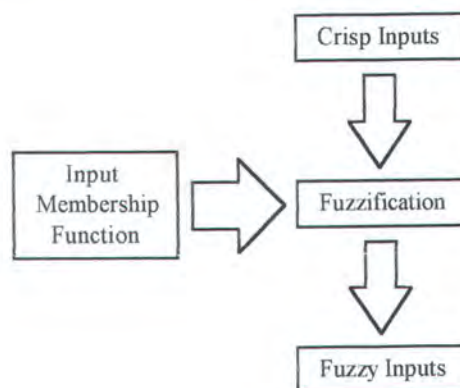 Crisp Inputs
Input
Membership
Function
Fuzzification
Fuzzy Inputs